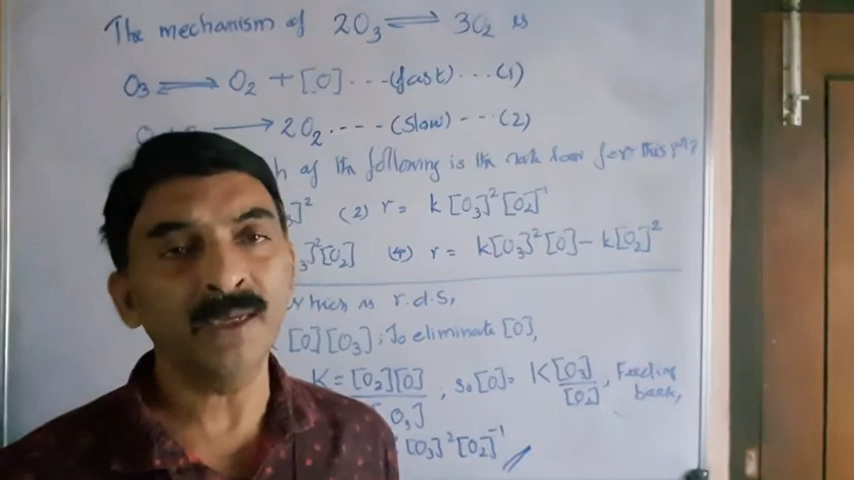 The mechanism of 2O₃ ⇌ 3O₂ is
O₃ ⇌ O₂ + [O] ...(fast)...(1)
→ 2O₂ ....(slow)---(2)
h of the following is the rate law for this
]² (2) r = k[O₃]²[O₂]⁻¹
₃]²[O₂] (4) r = k[O₃]²[O] – k[O₂]²
which is r.d.s,
[O][O₃]; To eliminate [O],
K = [O₂][O] / [O₃], so [O] = K[O₃]/[O₂], Feeding back,
[O₃]²[O₂]⁻¹